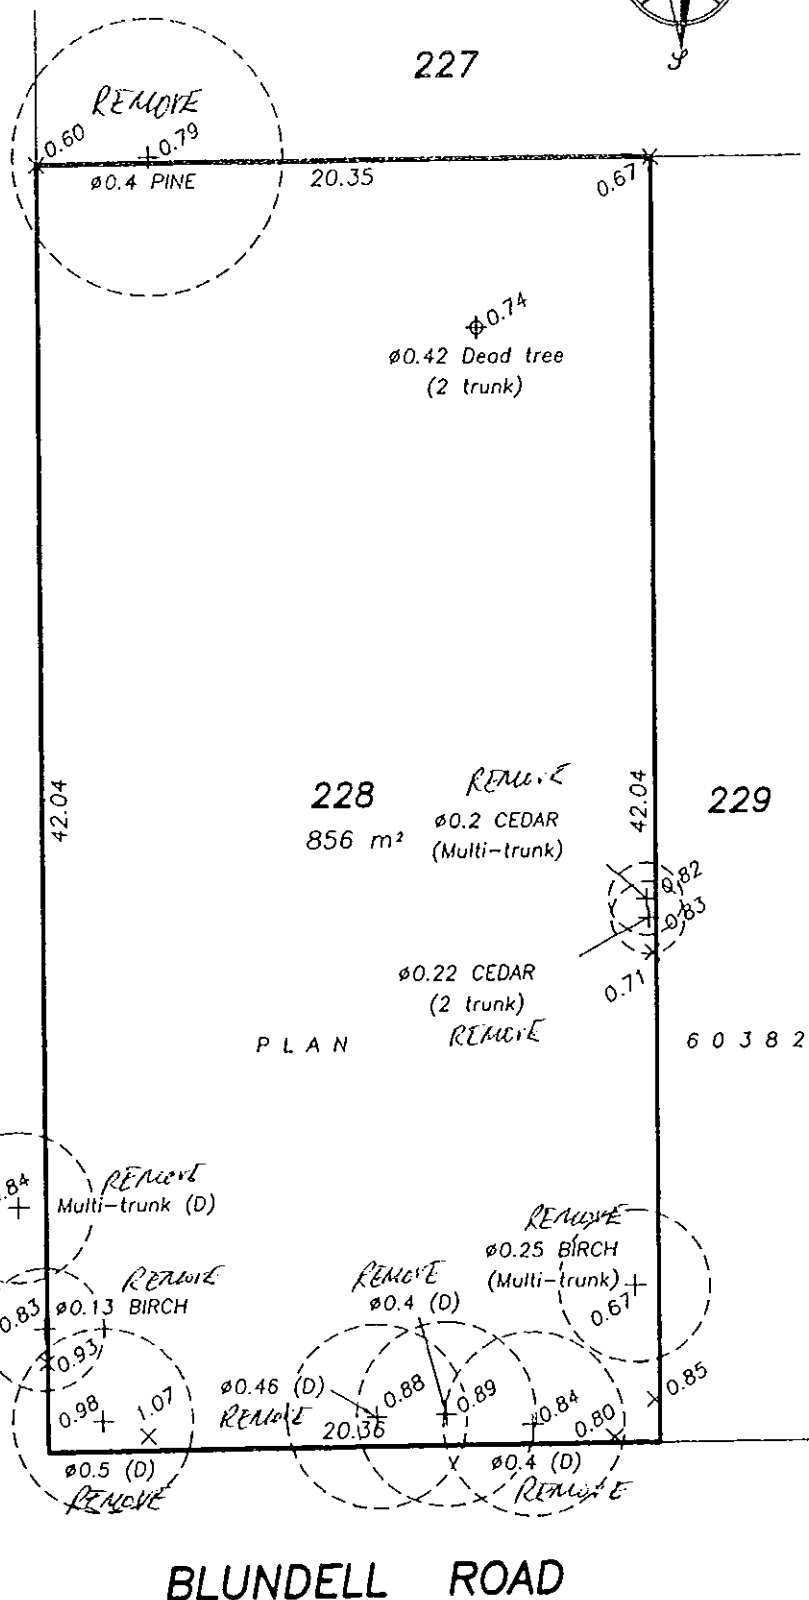 S
227
REMOVE
0.60
0.79
ø0.4 PINE
20.35
0.67
0.74
ø0.42 Dead tree
(2 trunk)
42.04
228
856 m²
REMOVE
ø0.2 CEDAR
(Multi-trunk)
42.04
229
0.82
0.83
ø0.22 CEDAR
(2 trunk)
REMOVE
0.71
PLAN
60382
.84
REMOVE
Multi-trunk (D)
REMOVE
ø0.25 BIRCH
(Multi-trunk)
0.67
0.83
REMOVE
ø0.13 BIRCH
0.93
REMOVE
ø0.4 (D)
0.98
1.07
ø0.46 (D)
REMOVE
0.88
0.89
0.84
0.80
0.85
20.36
ø0.5 (D)
REMOVE
ø0.4 (D)
REMOVE
BLUNDELL ROAD